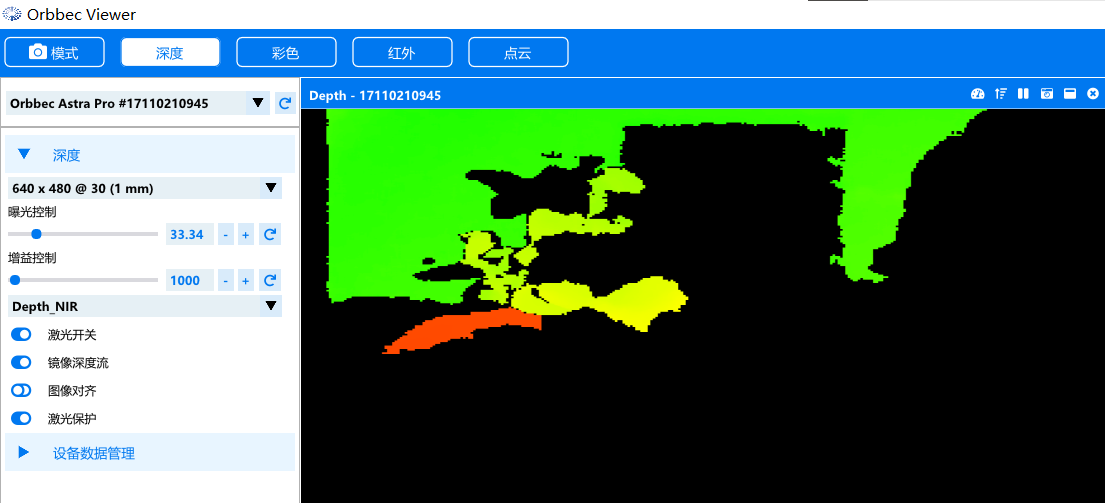 Orbbec Viewer
模式 深度 彩色 红外 点云
Orbbec Astra Pro #17110210945
Depth - 17110210945
深度
640 x 480 @ 30 (1 mm)
曝光控制
33.34 - +
增益控制
1000 - +
Depth_NIR
激光开关
镜像深度流
图像对齐
激光保护
设备数据管理